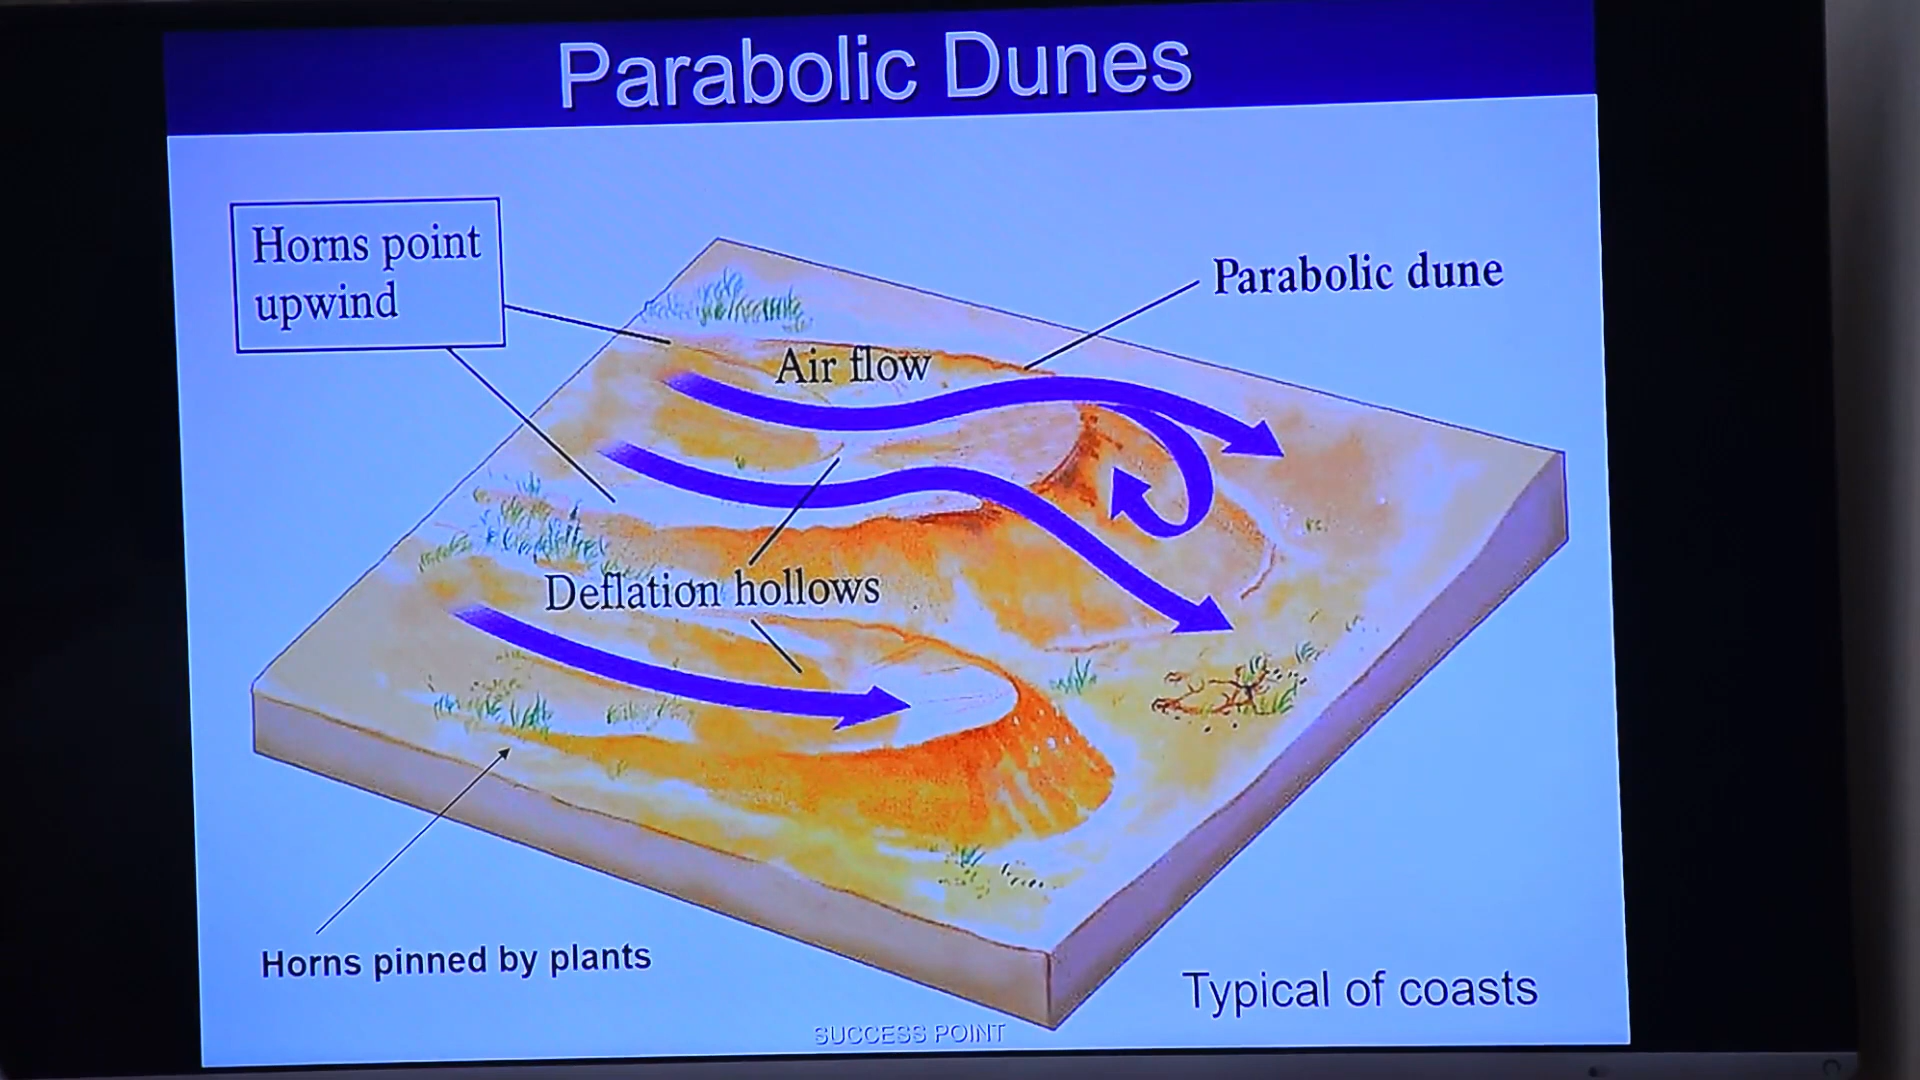 Parabolic Dunes
Horns point
upwind
Parabolic dune
Air flow
Deflation hollows
Horns pinned by plants
Typical of coasts
SUCCESS POINT